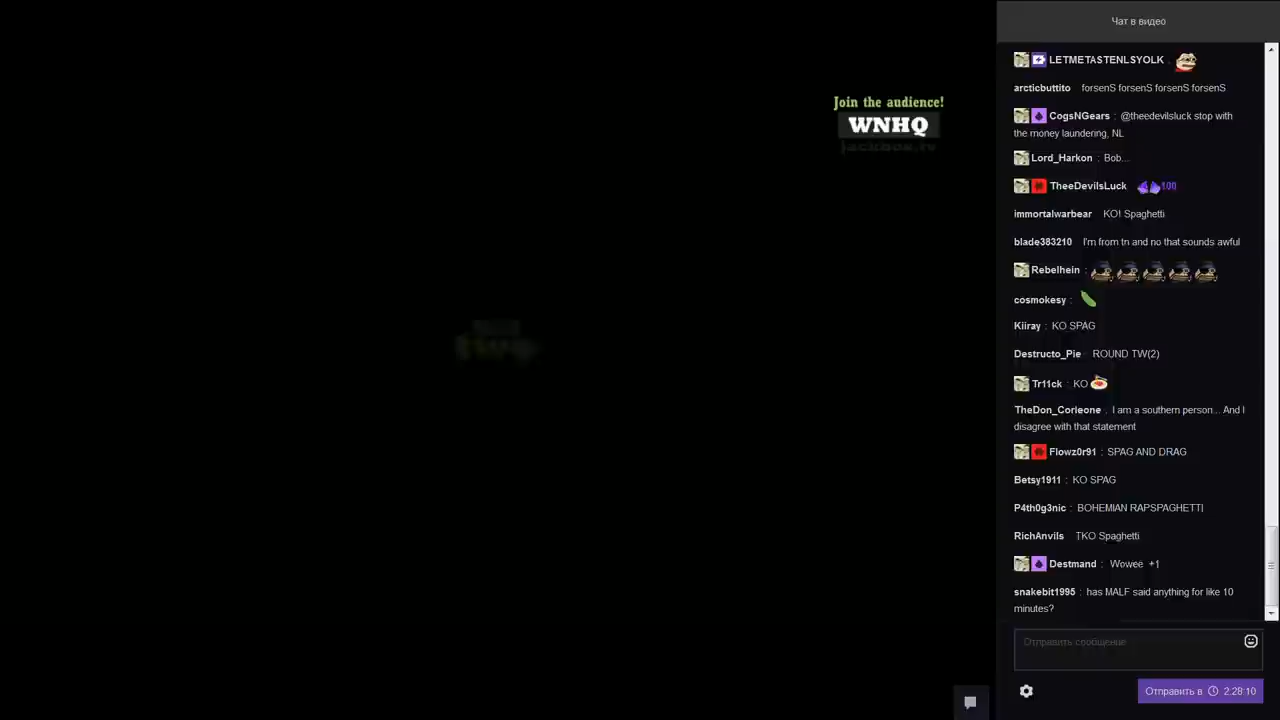 Join the audience!
WNHQ
jackbox.tv
Чат в видео
LETMETASTENLSYOLK
arcticbuttito forsenS forsenS forsenS forsenS
CogsNGears : @theedevilsluck stop with
the money laundering, NL
Lord_Harkon : Bob...
TheeDevilsLuck 100
immortalwarbear KO! Spaghetti
blade383210 I'm from tn and no that sounds awful
Rebelhein :
cosmokesy :
Kiiray : KO SPAG
Destructo_Pie ROUND TW(2)
Tr11ck : KO
TheDon_Corleone . I am a southern person... And I
disagree with that statement
Flowz0r91 : SPAG AND DRAG
Betsy1911 : KO SPAG
P4th0g3nic : BOHEMIAN RAPSPAGHETTI
RichAnvils TKO Spaghetti
Destmand : Wowee +1
snakebit1995 : has MALF said anything for like 10
minutes?
Отправить сообщение
Отправить в 2:28:10